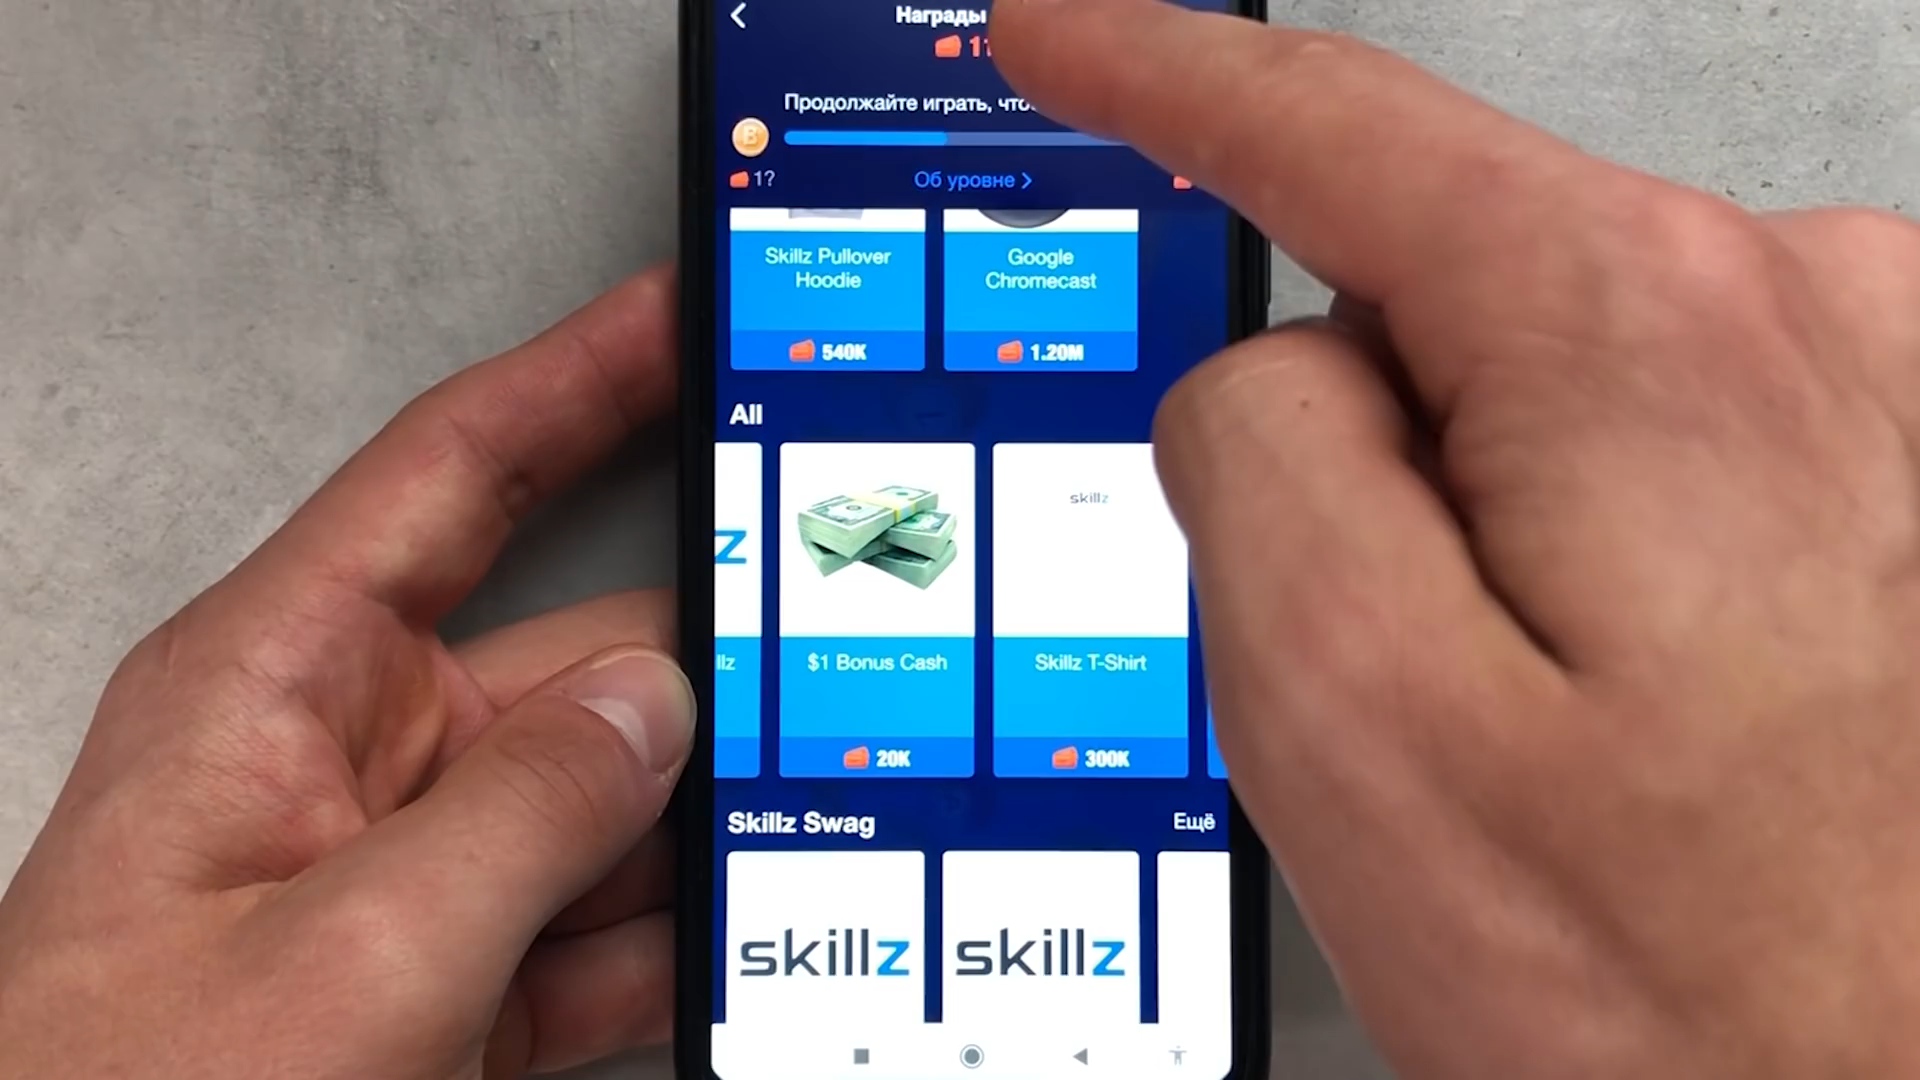 Награды
Продолжайте играть,
B
1?
Об уровне >
Skillz Pullover
Hoodie
540K
Google
Chromecast
1.20M
All
z
llz
$1 Bonus Cash
20K
skillz
Skillz T-Shirt
300K
Skillz Swag
Ещё
skillz
skillz